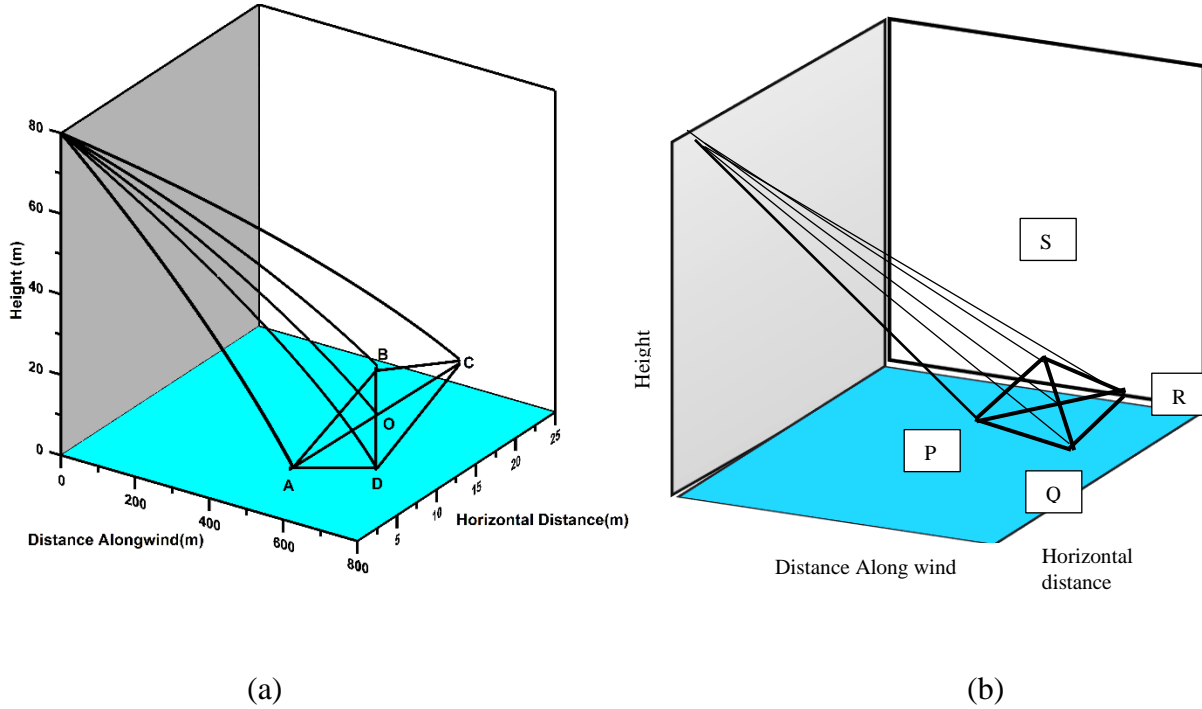 80
60
40
20
0
Height (m)
0
200
400
600
800
Distance Alongwind(m)
5
10
15
20
25
Horizontal Distance(m)
A
B
C
D
O
(a)
Height
S
R
P
Q
Distance Along wind
Horizontal
distance
(b)